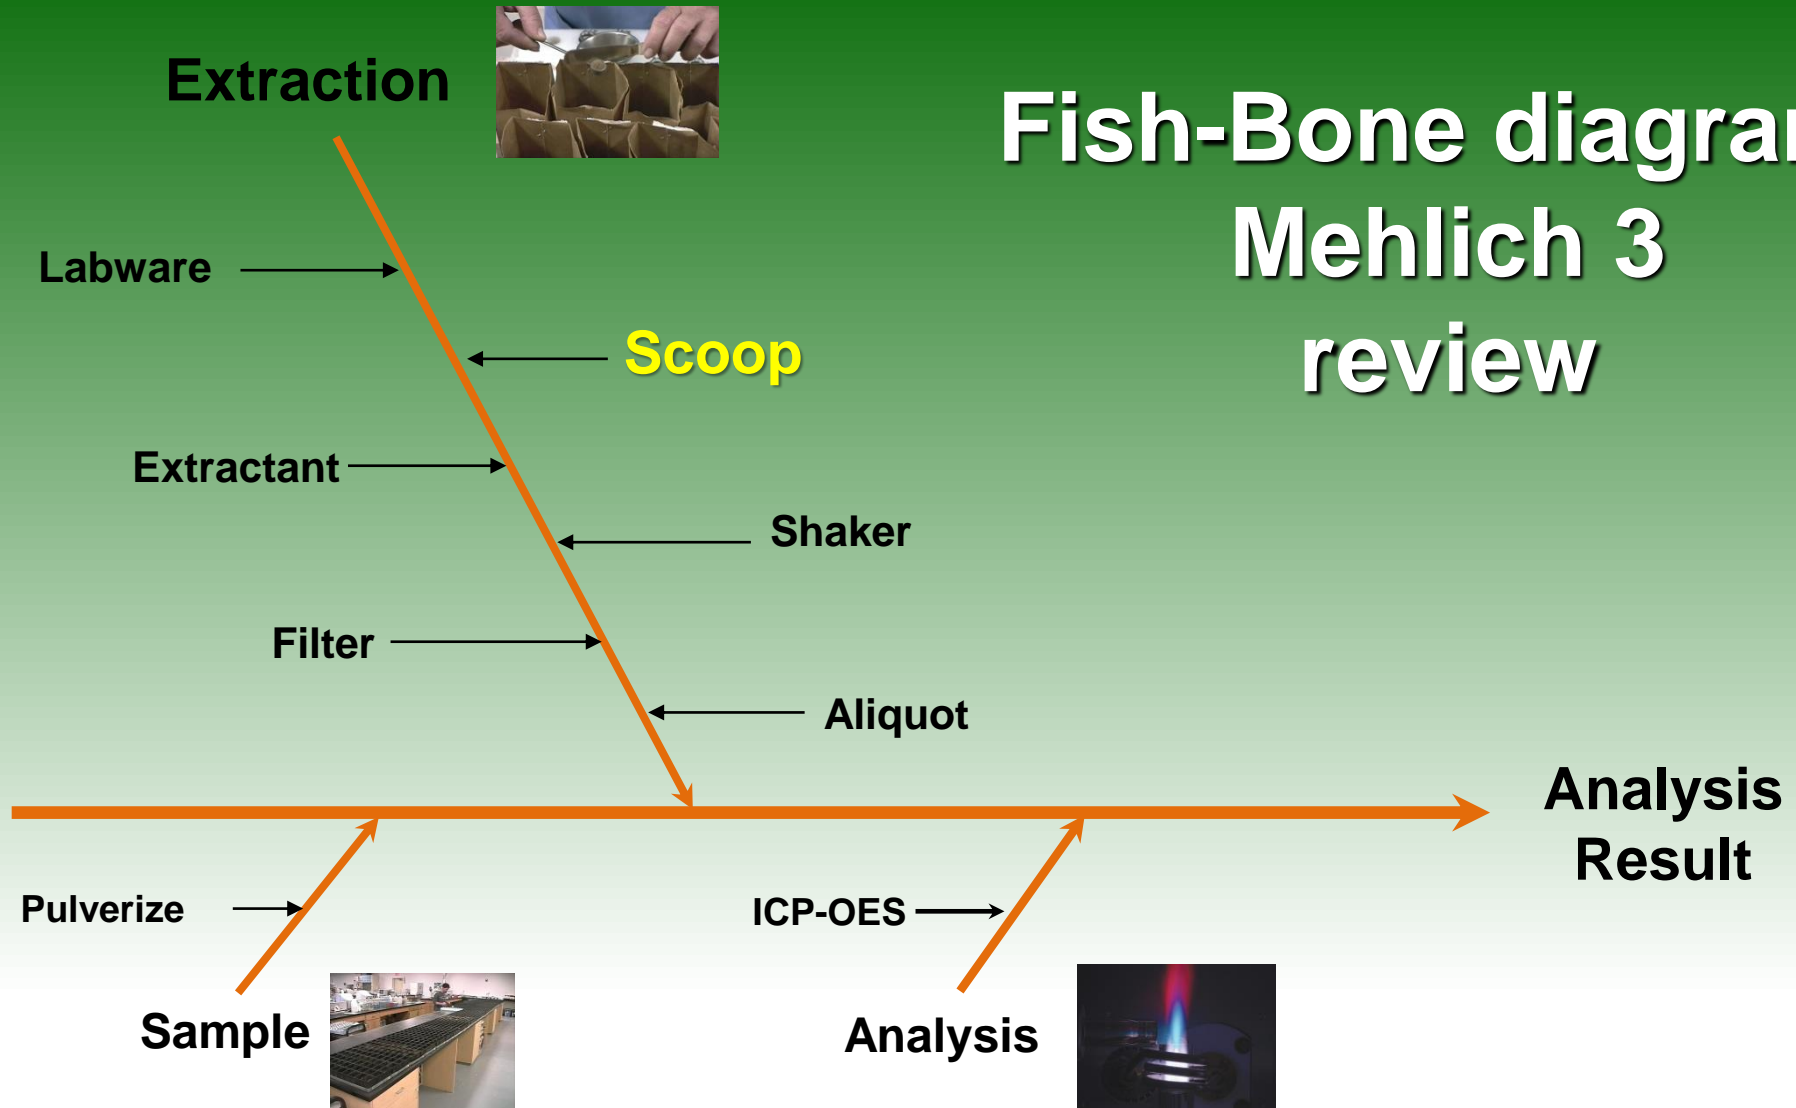 Extraction
Fish-Bone diagram
Mehlich 3
review
Labware
Scoop
Extractant
Shaker
Filter
Aliquot
Analysis
Result
Pulverize
ICP-OES
Sample
Analysis